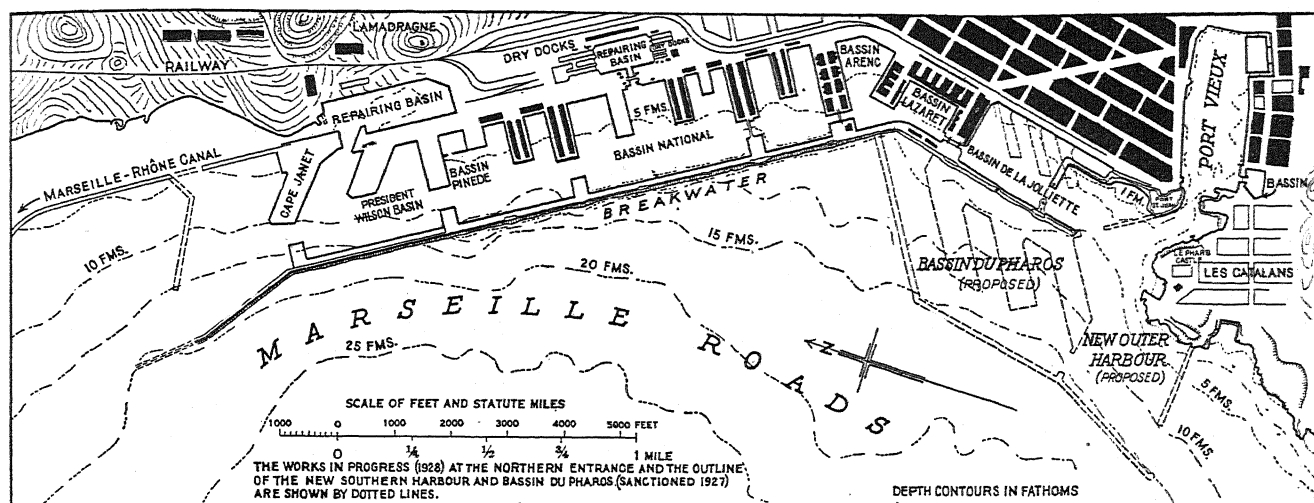 LAMADRAGNE
RAILWAY
DRY DOCKS
REPAIRING
BASIN
DRY DOCKS
BASSIN
ARENC
REPAIRING BASIN
5 FMS.
BASSIN
LAZARET
PORT VIEUX
MARSEILLE-RHÔNE CANAL
CAPE JANET
PRESIDENT
WILSON BASIN
BASSIN
PINEDE
BASSIN NATIONAL
BASSIN DE LA JOLLIETTE
1 FM.
BASSIN
BREAKWATER
10 FMS.
15 FMS.
20 FMS.
25 FMS.
BASSIN DU PHAROS
(PROPOSED)
LES CATALANS
MARSEILLE ROADS
N
NEW OUTER
HARBOUR
(PROPOSED)
5 FMS.
10 FMS.
SCALE OF FEET AND STATUTE MILES
1000 0 1000 2000 3000 4000 5000 FEET
0 ¼ ½ ¾ 1 MILE
THE WORKS IN PROGRESS (1928) AT THE NORTHERN ENTRANCE AND THE OUTLINE
OF THE NEW SOUTHERN HARBOUR AND BASSIN DU PHAROS, (SANCTIONED 1927)
ARE SHOWN BY DOTTED LINES.
DEPTH CONTOURS IN FATHOMS